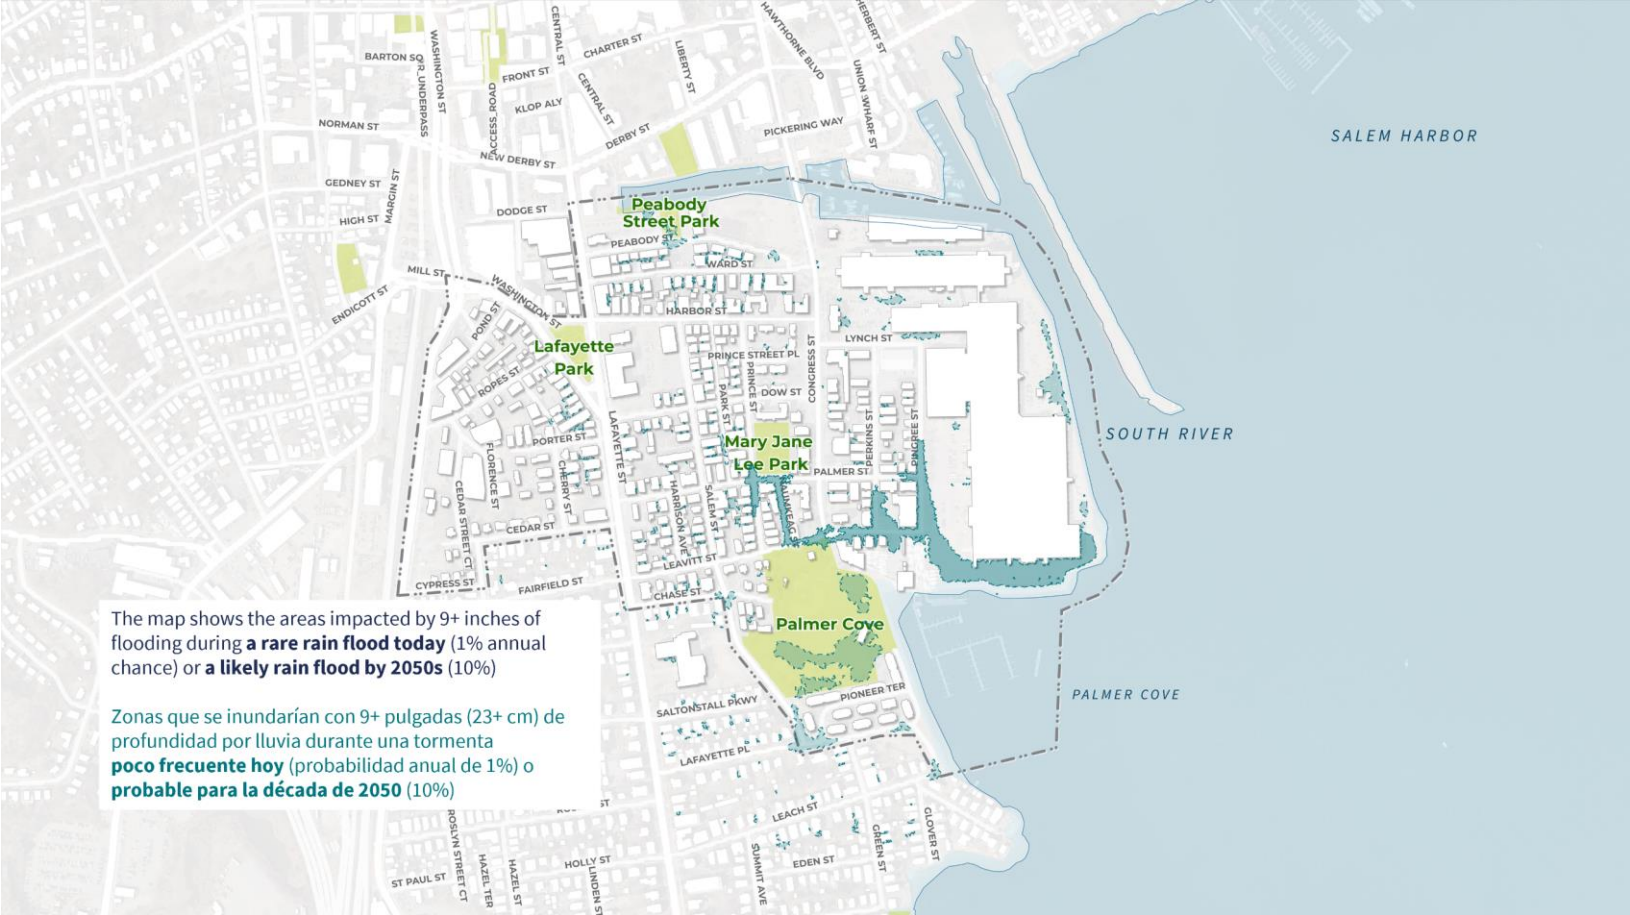 HAWTHORNE BLVD
HERBERT ST
CENTRAL ST
CHARTER ST
LIBERTY ST
BARTON SQ
WASHINGTON ST
FRONT ST
UNION ST
WHARF ST
CENTRAL ST
KLOP ALY
ACCESS ROAD
NORMAN ST
DERBY ST
PICKERING WAY
SALEM HARBOR
NEW DERBY ST
GEDNEY ST
MARGIN ST
DODGE ST
HIGH ST
Peabody
Street Park
PEABODY ST
WARD ST
MILL ST
WASHINGTON ST
ENDICOTT ST
POND ST
HARBOR ST
Lafayette
Park
LYNCH ST
PRINCE STREET PL
CONGRESS ST
ROPES ST
PARK ST
PRINCE ST
DOW ST
LAFAYETTE ST
PERKINS ST
PINGREE ST
SOUTH RIVER
PORTER ST
Mary Jane
Lee Park
PALMER ST
FLORENCE ST
CHERRY ST
CEDAR STREET CT
HARRISON AVE
SALEM ST
CEDAR ST
LEAVITT ST
CYPRESS ST
FAIRFIELD ST
CHASE ST
The map shows the areas impacted by 9+ inches of
flooding during a rare rain flood today (1% annual
chance) or a likely rain flood by 2050s (10%)
Palmer Cove
PIONEER TER
PALMER COVE
SALTONSTALL PKWY
Zonas que se inundarían con 9+ pulgadas (23+ cm) de
profundidad por lluvia durante una tormenta
poco frecuente hoy (probabilidad anual de 1%) o
probable para la década de 2050 (10%)
LAFAYETTE PL
LEACH ST
ROSLYN STREET CT
GREEN ST
GLOVER ST
HOLLY ST
EDEN ST
SUMMIT AVE
ST PAUL ST
HAZEL TER
HAZEL ST
LINDEN ST